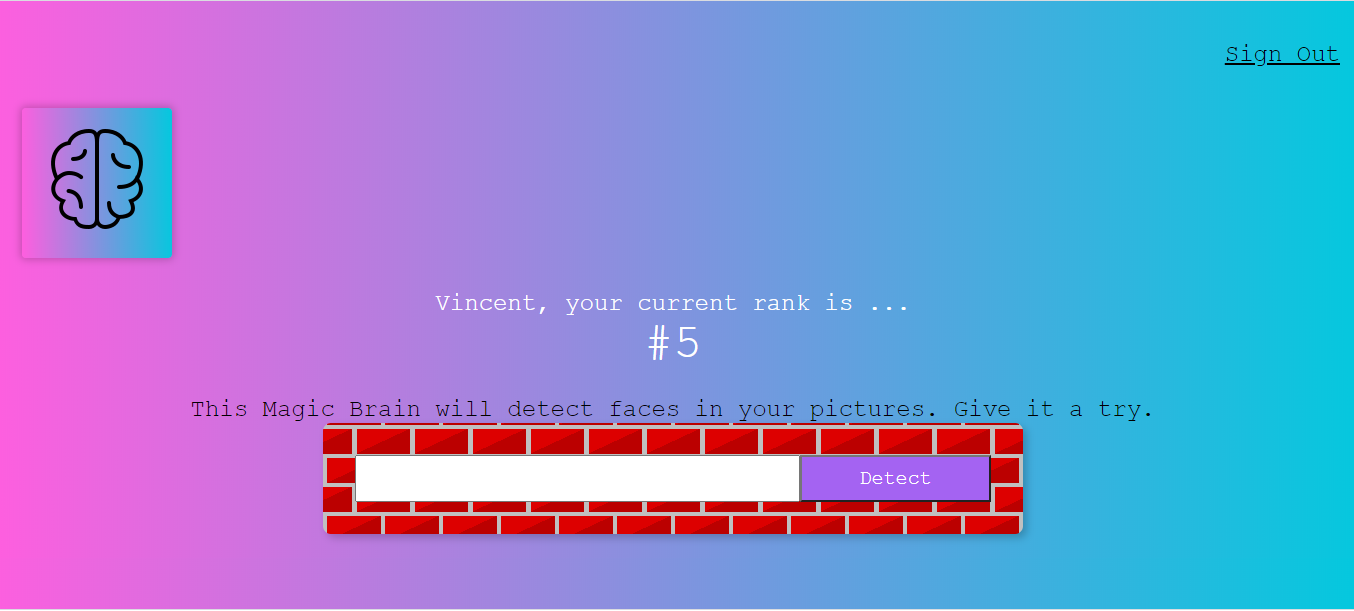 Sign Out
Vincent, your current rank is ...
#5
This Magic Brain will detect faces in your pictures. Give it a try.
Detect